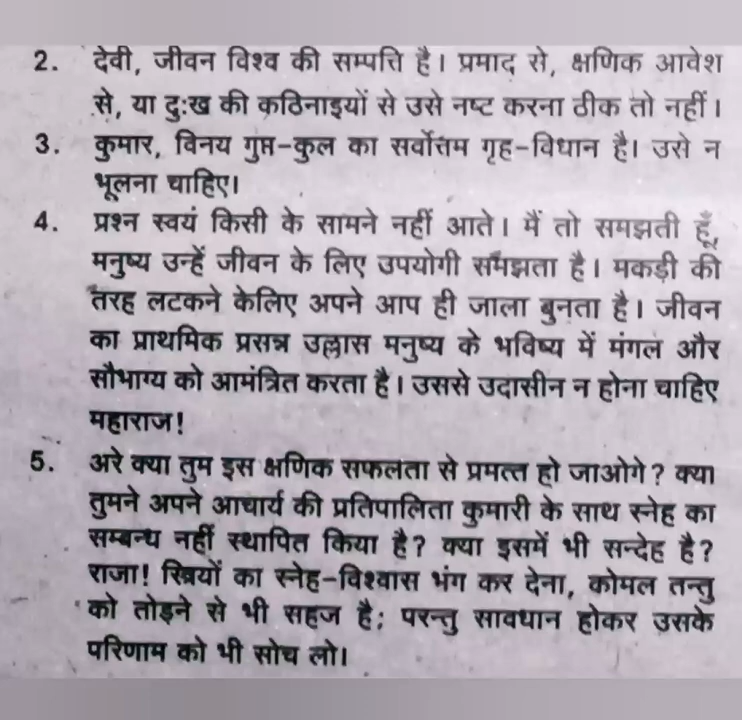 2. देवी, जीवन विश्व की सम्पत्ति है। प्रमाद से, क्षणिक आवेश
से, या दुःख की कठिनाइयों से उसे नष्ट करना ठीक तो नहीं।
3. कुमार, विनय गुप्त-कुल का सर्वोत्तम गृह-विधान है। उसे न
भूलना चाहिए।
4. प्रश्न स्वयं किसी के सामने नहीं आते। मैं तो समझती हूँ,
मनुष्य उन्हें जीवन के लिए उपयोगी समझता है। मकड़ी की
तरह लटकने केलिए अपने आप ही जाला बुनता है। जीवन
का प्राथमिक प्रसन्न उल्लास मनुष्य के भविष्य में मंगल और
सौभाग्य को आमंत्रित करता है। उससे उदासीन न होना चाहिए
महाराज!
5. अरे क्या तुम इस क्षणिक सफलता से प्रमत्त हो जाओगे? क्या
तुमने अपने आचार्य की प्रतिपालिता कुमारी के साथ स्नेह का
सम्बन्ध नहीं स्थापित किया है? क्या इसमें भी सन्देह है?
राजा! स्त्रियों का स्नेह-विश्वास भंग कर देना, कोमल तन्तु
को तोड़ने से भी सहज है; परन्तु सावधान होकर उसके
परिणाम को भी सोच लो।